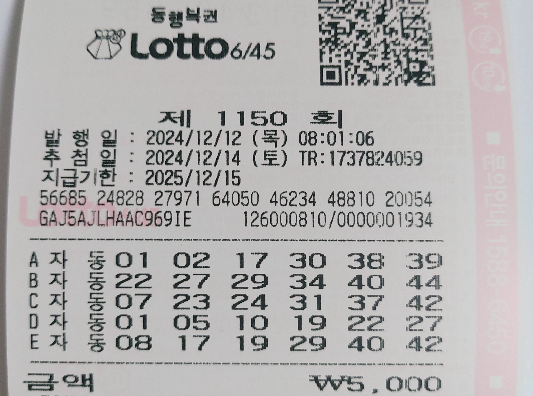 동행복권
Lotto 6/45
제 1150 회
발 행 일 : 2024/12/12 (목) 08:01:06
추 첨 일 : 2024/12/14 (토) TR:1737824059
지급기한 : 2025/12/15
56685 24828 27971 64050 46234 48810 20054
GAJ5AJLHAAC969IE 126000810/0000001934
A 자 동 01 02 17 30 38 39
B 자 동 22 27 29 34 40 44
C 자 동 07 23 24 31 37 42
D 자 동 01 05 10 19 22 27
E 자 동 08 17 19 29 40 42
금액 ₩5,000